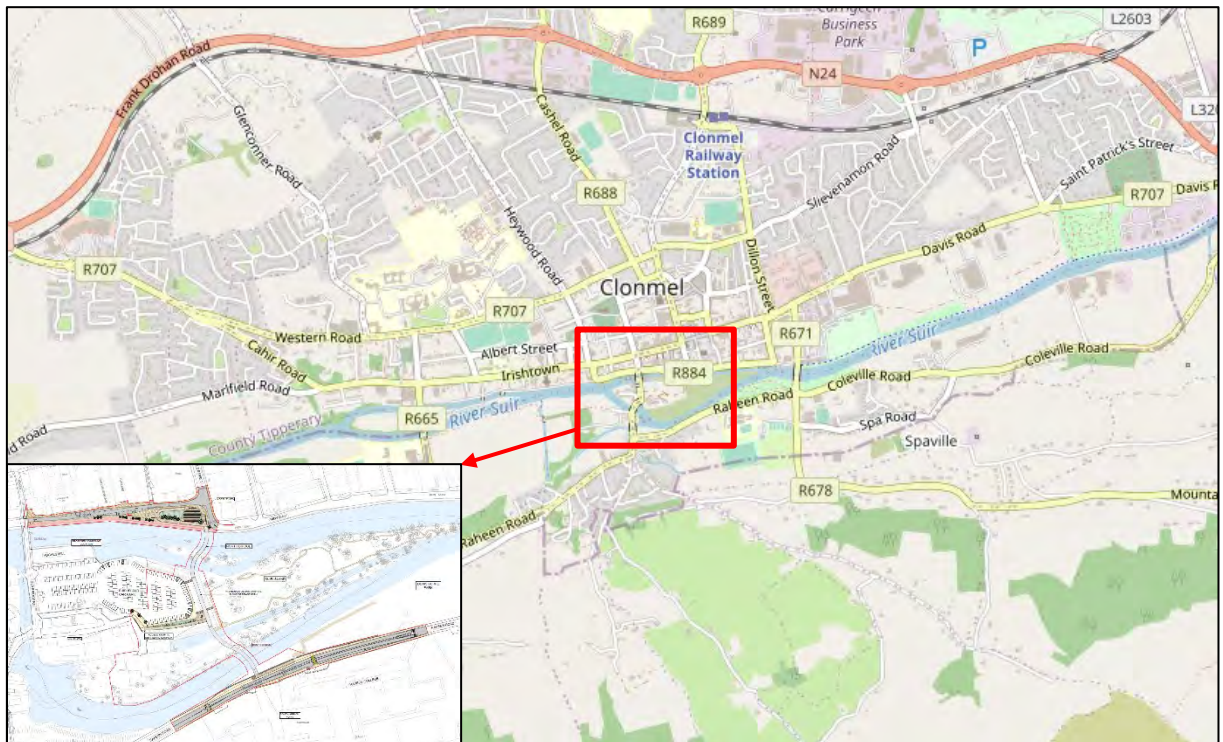 R689
Carrigeen
Business
Park
P
L2603
N24
Frank Drohan Road
Glenconner Road
Cashel Road
Clonmel
Railway
Station
Slievenamon Road
Saint Patrick's Street
R688
R707
Davis R
Heywood Road
Dillon Street
Davis Road
R707
Clonmel
R707
Western Road
Albert Street
R671
Cahir Road
Irishtown
R884
River Suir
Coleville Road
Marlfield Road
Raheen Road
Coleville Road
R665
River Suir
County Tipperary
Spa Road
d Road
Spaville
R678
Mounta
Raheen Road